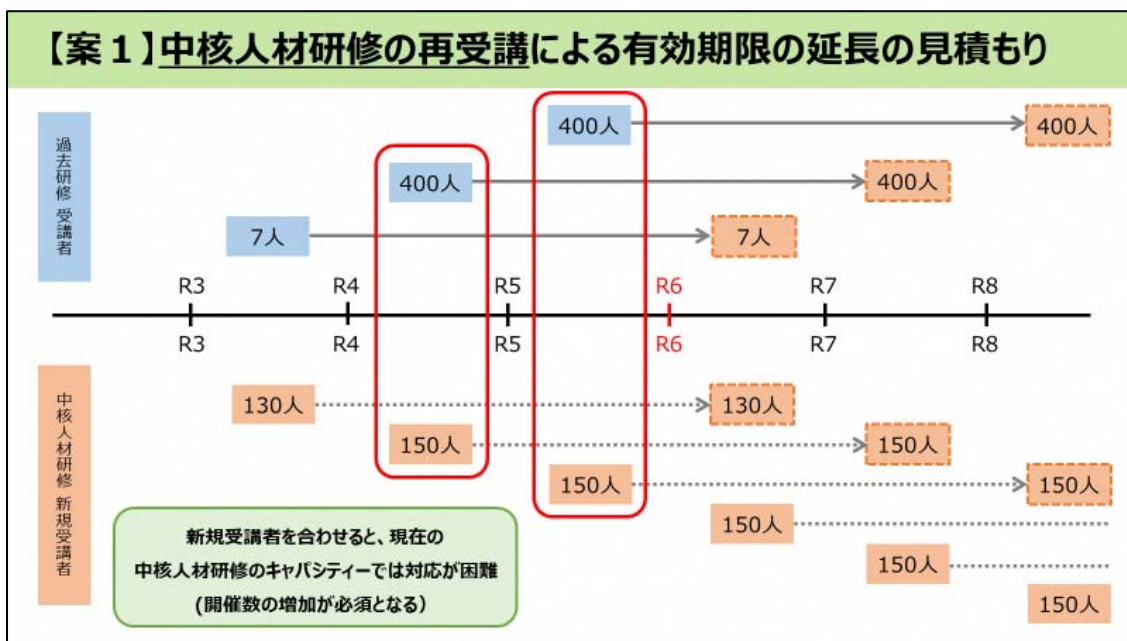 【案１】中核人材研修の再受講による有効期限の延長の見積もり
過去研修 受講者
400人
400人
400人
400人
7人
7人
R3
R4
R5
R6
R7
R8
R3
R4
R5
R6
R7
R8
中核人材研修 新規受講者
130人
130人
150人
150人
150人
150人
150人
150人
150人
新規受講者を合わせると、現在の
中核人材研修のキャパシティーでは対応が困難
(開催数の増加が必須となる）